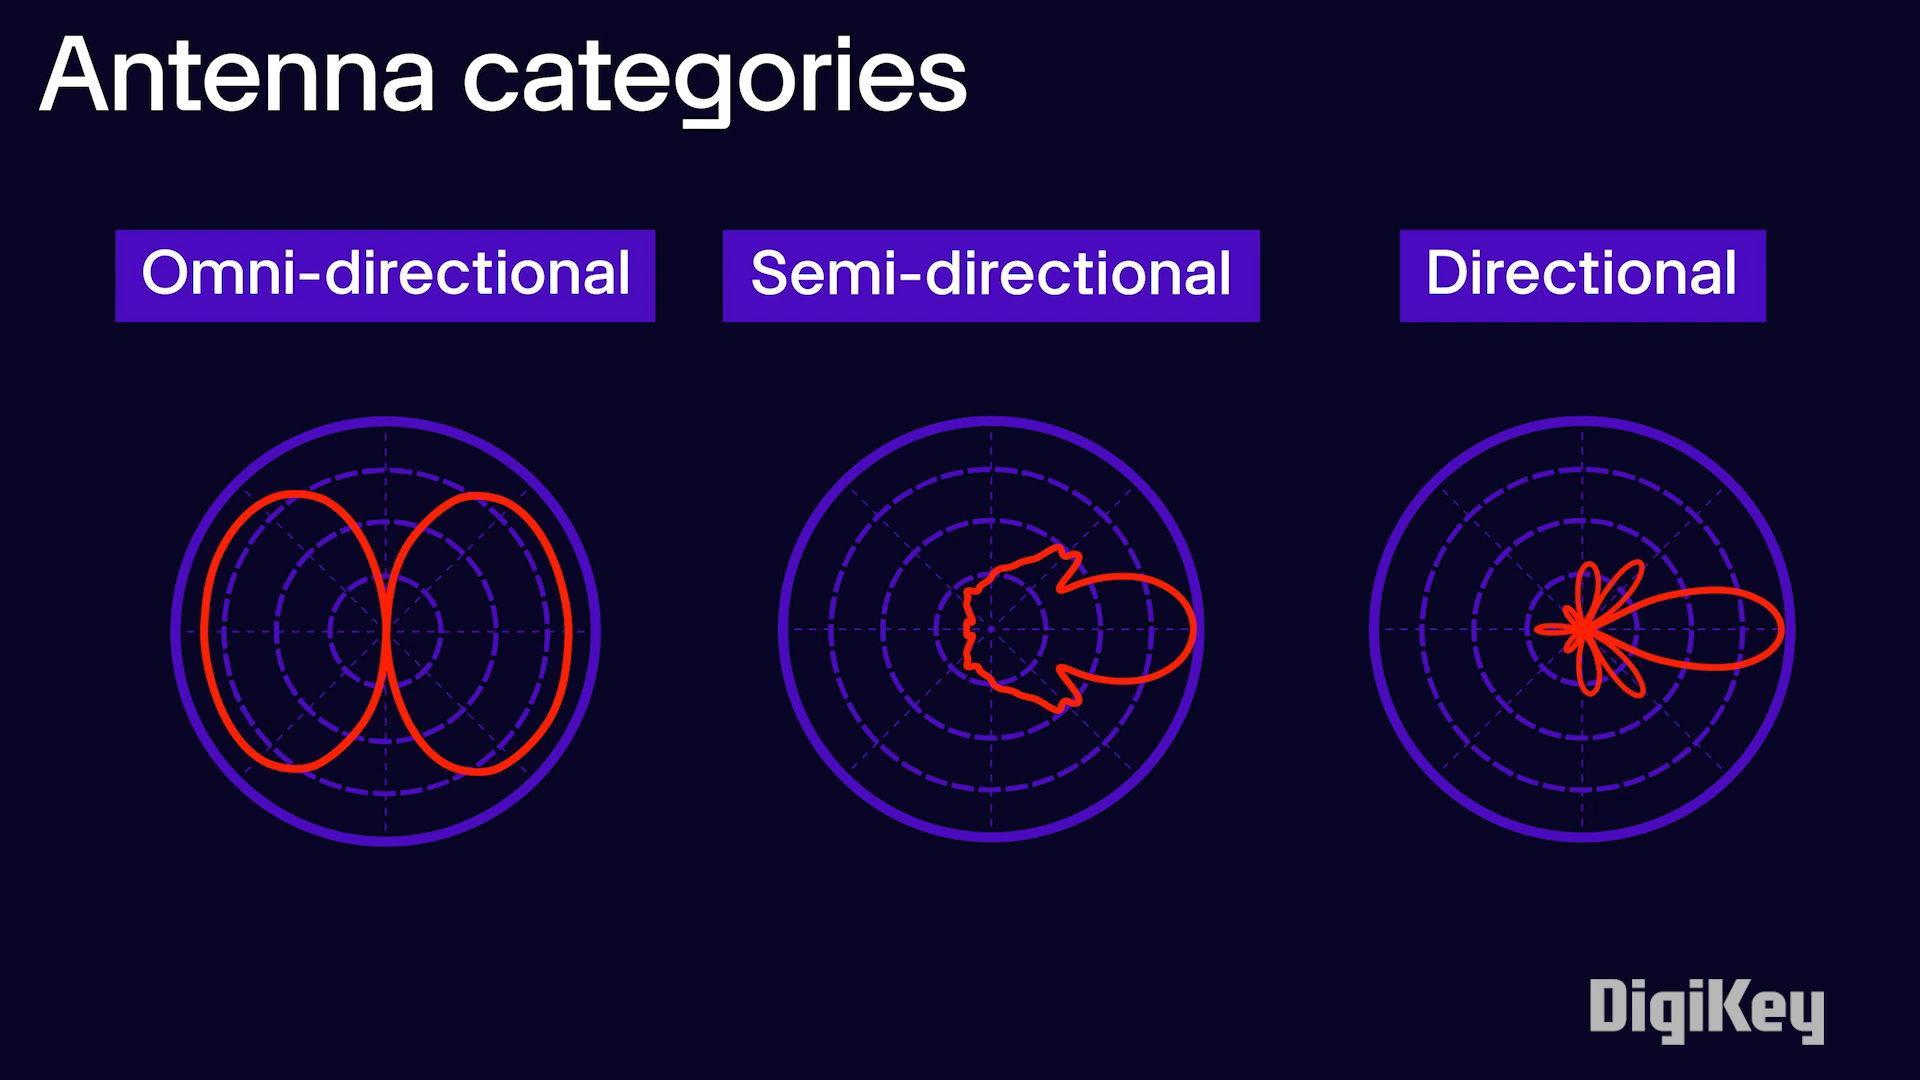 Antenna categories
Omni-directional
Semi-directional
Directional
DigiKey